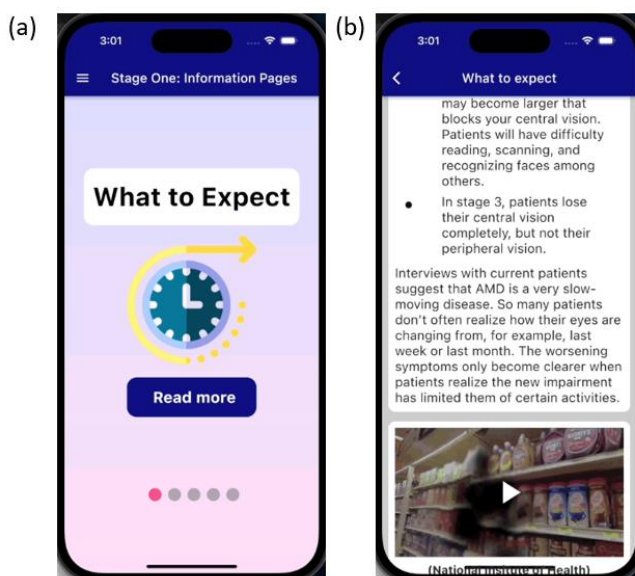 (a)
3:01
Stage One: Information Pages
What to Expect
Read more
(b)
3:01
What to expect
may become larger that
blocks your central vision.
Patients will have difficulty
reading, scanning, and
recognizing faces among
others.
• In stage 3, patients lose
their central vision
completely, but not their
peripheral vision.
Interviews with current patients
suggest that AMD is a very slow-
moving disease. So many patients
don't often realize how their eyes are
changing from, for example, last
week or last month. The worsening
symptoms only become clearer when
patients realize the new impairment
has limited them of certain activities.
(National Institute of Health)